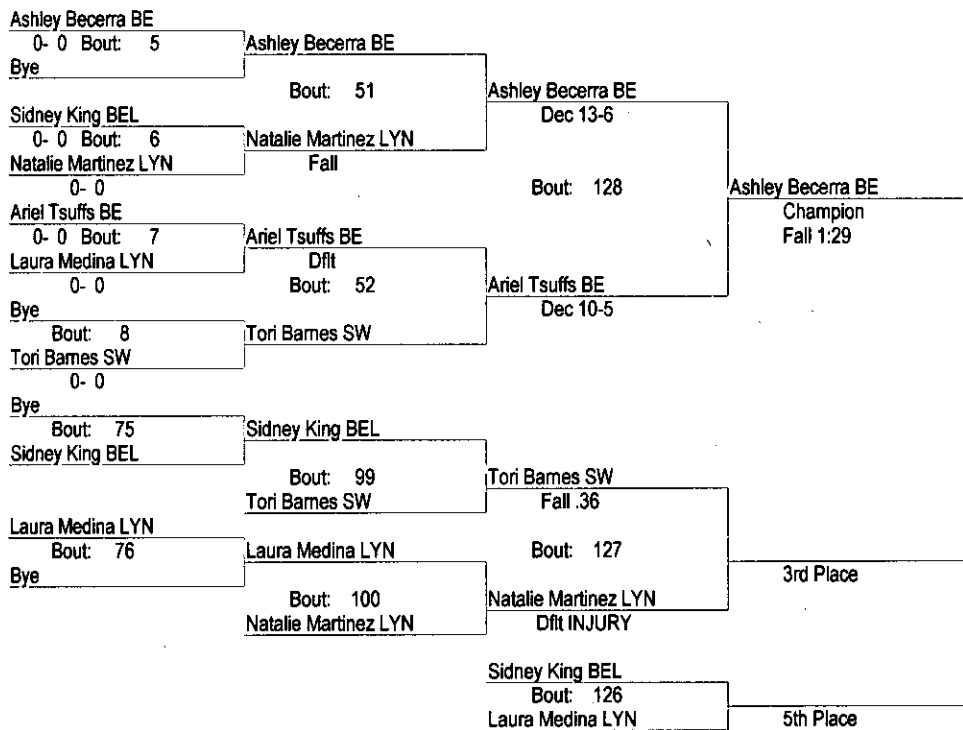 Ashley Becerra BE
0- 0 Bout: 5
Bye
Ashley Becerra BE
Bout: 51
Sidney King BEL
0- 0 Bout: 6
Natalie Martinez LYN
0- 0
Natalie Martinez LYN
Fall
Ashley Becerra BE
Dec 13-6
Bout: 128
Ariel Tsuffs BE
0- 0 Bout: 7
Laura Medina LYN
0- 0
Ariel Tsuffs BE
Dflt
Bout: 52
Bye
Bout: 8
Tori Barnes SW
0- 0
Tori Barnes SW
Ariel Tsuffs BE
Dec 10-5
Ashley Becerra BE
Champion
Fall 1:29
Bye
Bout: 75
Sidney King BEL
Sidney King BEL
Bout: 99
Tori Barnes SW
Tori Barnes SW
Fall .36
Bout: 127
Laura Medina LYN
Bout: 76
Bye
Laura Medina LYN
Bout: 100
Natalie Martinez LYN
Natalie Martinez LYN
Dflt INJURY
3rd Place
Sidney King BEL
Bout: 126
Laura Medina LYN
5th Place